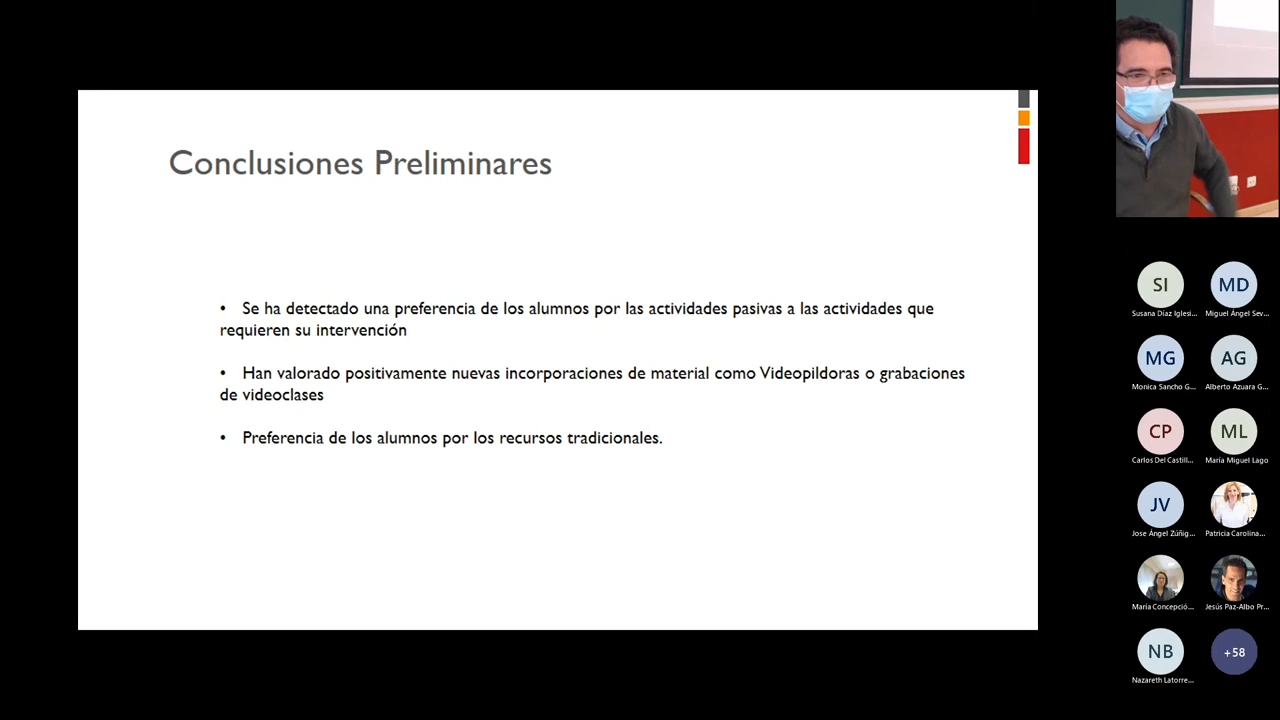 Conclusiones Preliminares
• Se ha detectado una preferencia de los alumnos por las actividades pasivas a las actividades que
requieren su intervención
• Han valorado positivamente nuevas incorporaciones de material como Videopildoras o grabaciones
de videoclases
• Preferencia de los alumnos por los recursos tradicionales.
SI
MD
Susana Díaz Iglesi...
Miguel Ángel Sev...
MG
AG
Monica Sancho G...
Alberto Azuara G...
CP
ML
Carlos Del Castill...
María Miguel Lago
JV
Jose Ángel Zúñig...
Patricia Carolina...
María Concepció...
Jesús Paz-Albo Pr...
NB
+58
Nazareth Latorre...